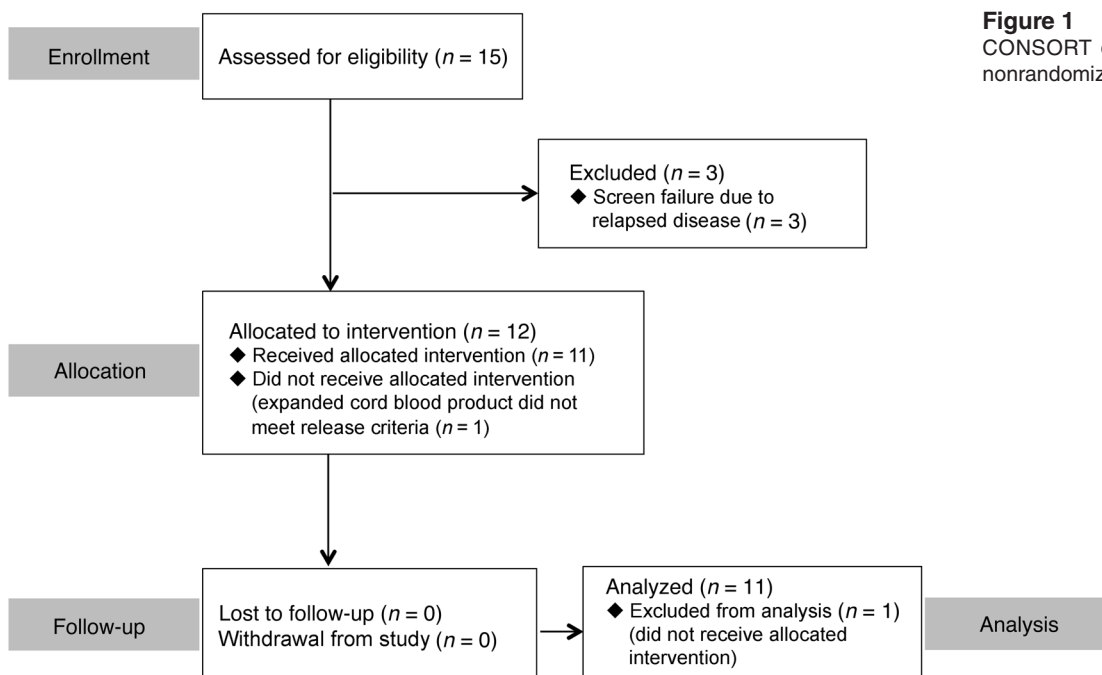 Figure 1
CONSORT
nonrandomiz
Enrollment
Assessed for eligibility (n = 15)
Excluded (n = 3)
◆ Screen failure due to
relapsed disease (n = 3)
Allocation
Allocated to intervention (n = 12)
◆ Received allocated intervention (n = 11)
◆ Did not receive allocated intervention
(expanded cord blood product did not
meet release criteria (n = 1)
Follow-up
Lost to follow-up (n = 0)
Withdrawal from study (n = 0)
Analyzed (n = 11)
◆ Excluded from analysis (n = 1)
(did not receive allocated
intervention)
Analysis